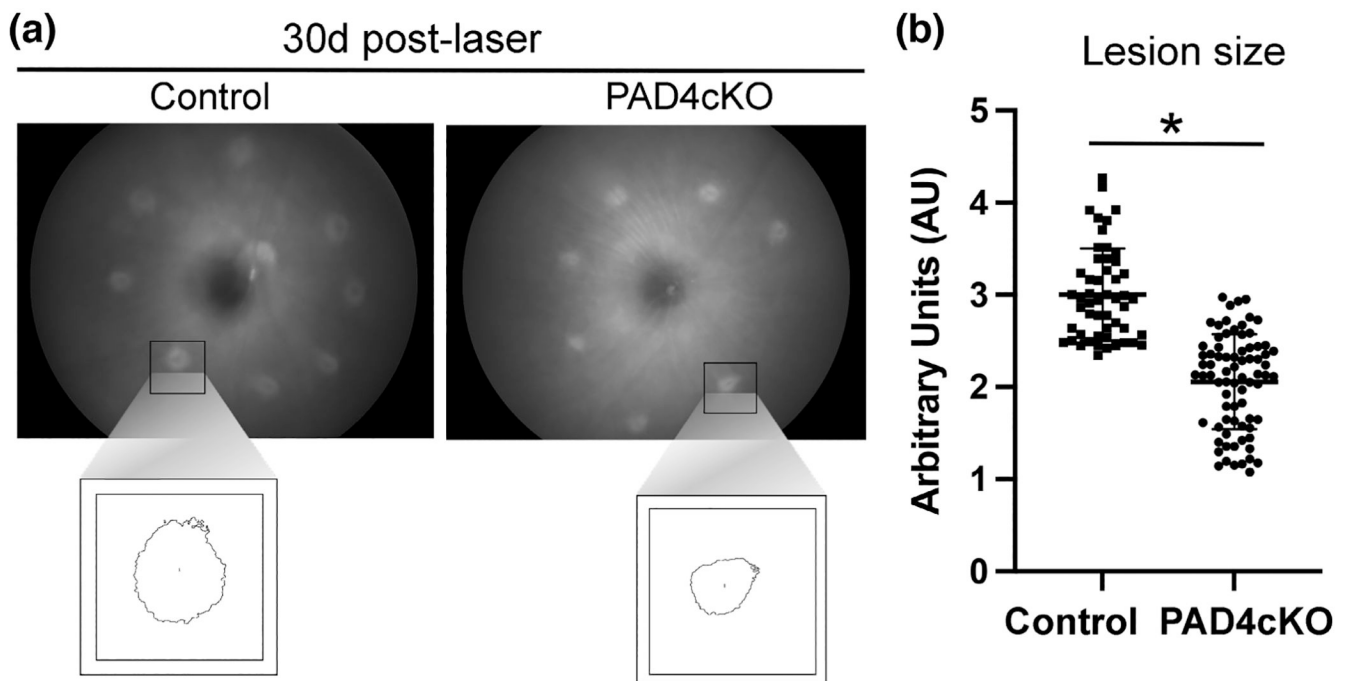 (a)
30d post-laser
Control
PAD4cKO
(b)
Lesion size
*
Arbitrary Units (AU)
5
4
3
2
1
0
Control
PAD4cKO